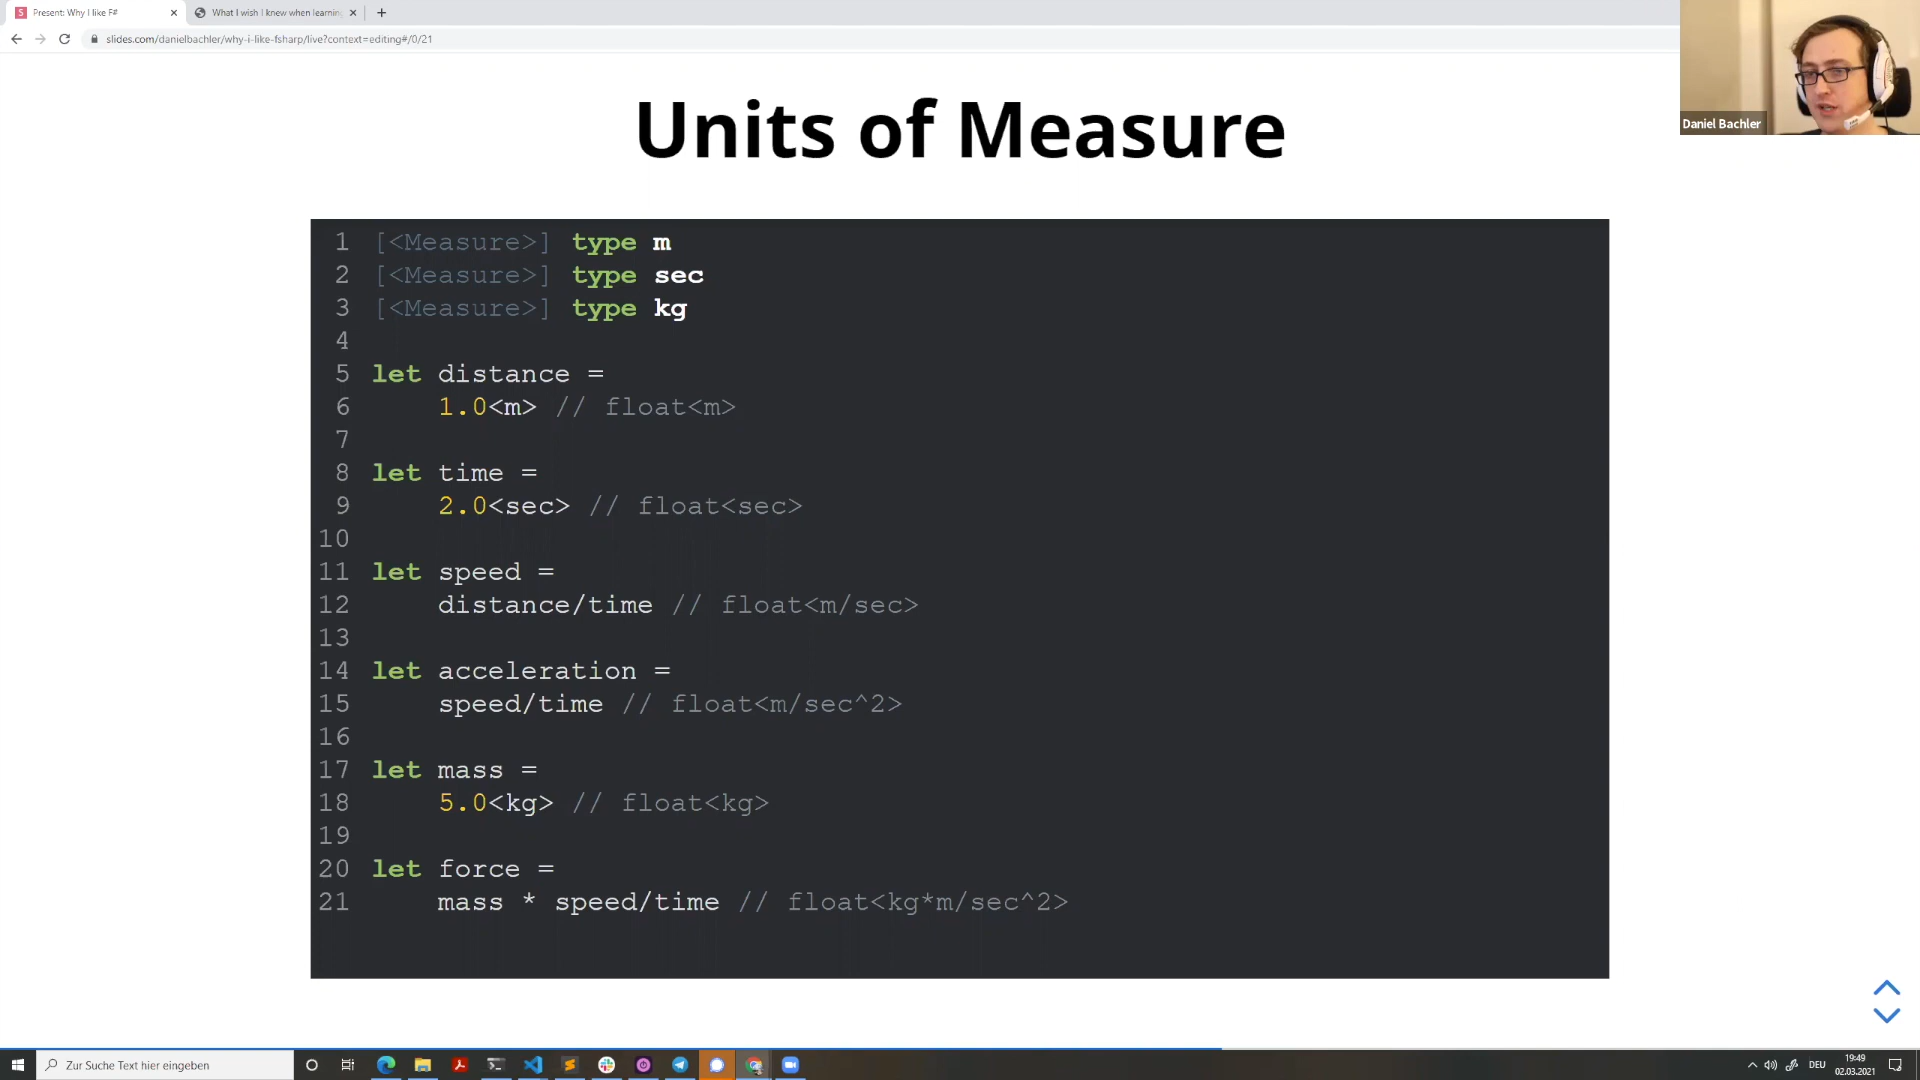 Present: Why I like F#
What I wish I knew when learning
slides.com/danielbachler/why-i-like-fsharp/live?context=editing#/0/21
Daniel Bachler
Units of Measure
1 [<Measure>] type m
2 [<Measure>] type sec
3 [<Measure>] type kg
4
5 let distance =
6 1.0<m> // float<m>
7
8 let time =
9 2.0<sec> // float<sec>
10
11 let speed =
12 distance/time // float<m/sec>
13
14 let acceleration =
15 speed/time // float<m/sec^2>
16
17 let mass =
18 5.0<kg> // float<kg>
19
20 let force =
21 mass * speed/time // float<kg*m/sec^2>
Zur Suche Text hier eingeben
DEU
19:49
02.03.2021